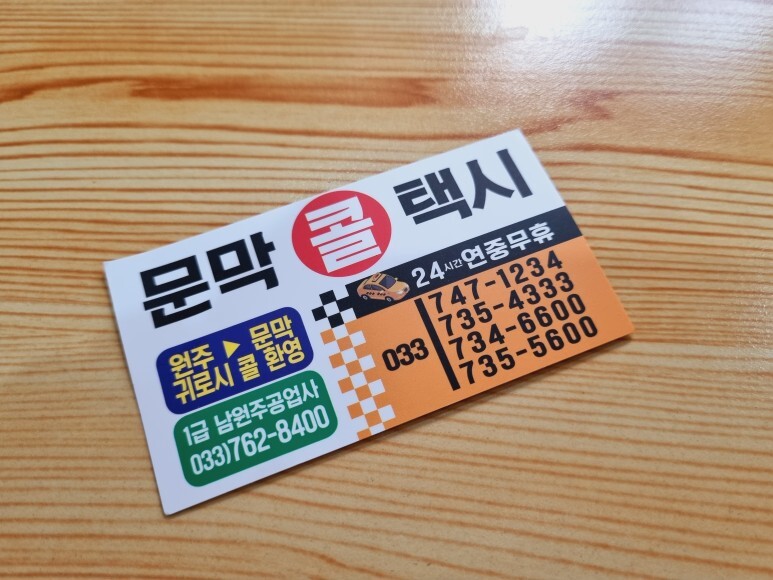 문막 콜 택시
24시간 연중무휴
033
747-1234
735-4333
734-6600
735-5600
원주 ▶ 문막
귀로시 콜 환영
1급 남원주공업사
033)762-8400